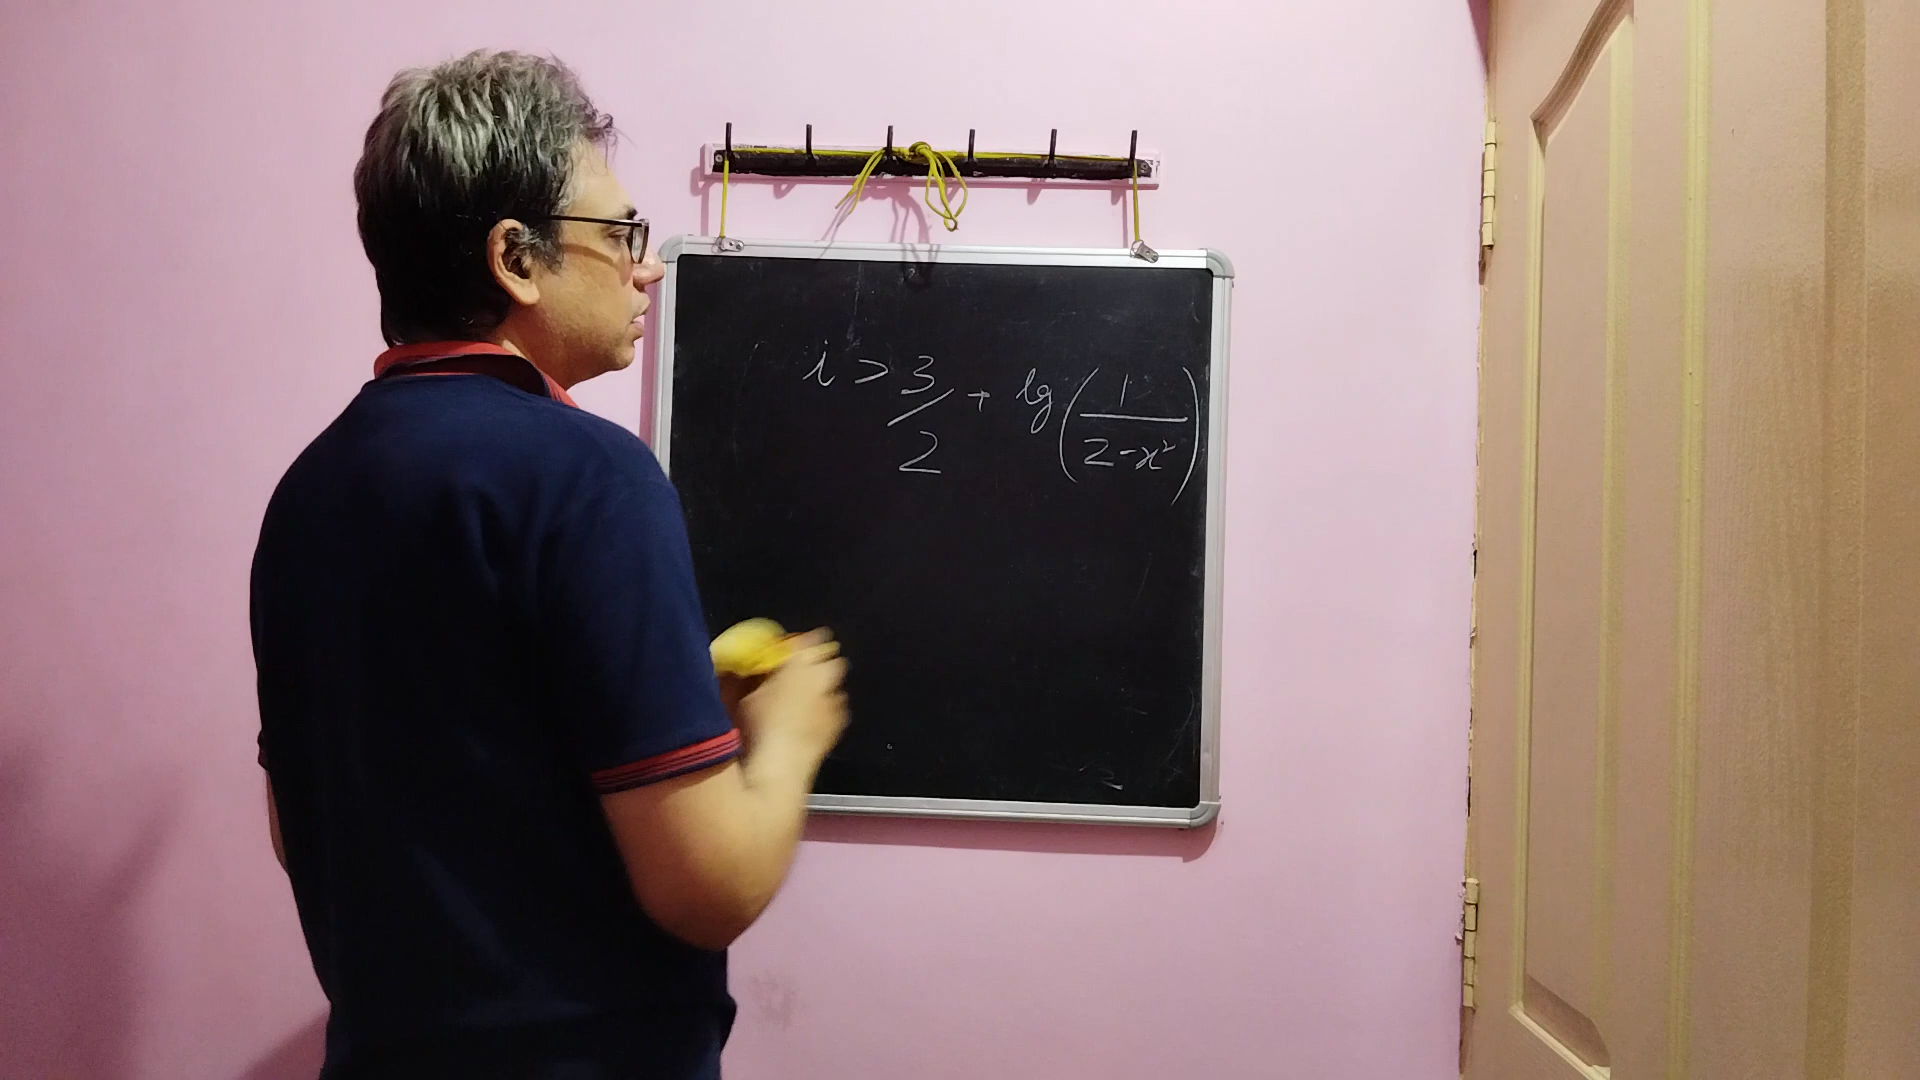 i > 3/2 + lg(1/(2-x²))